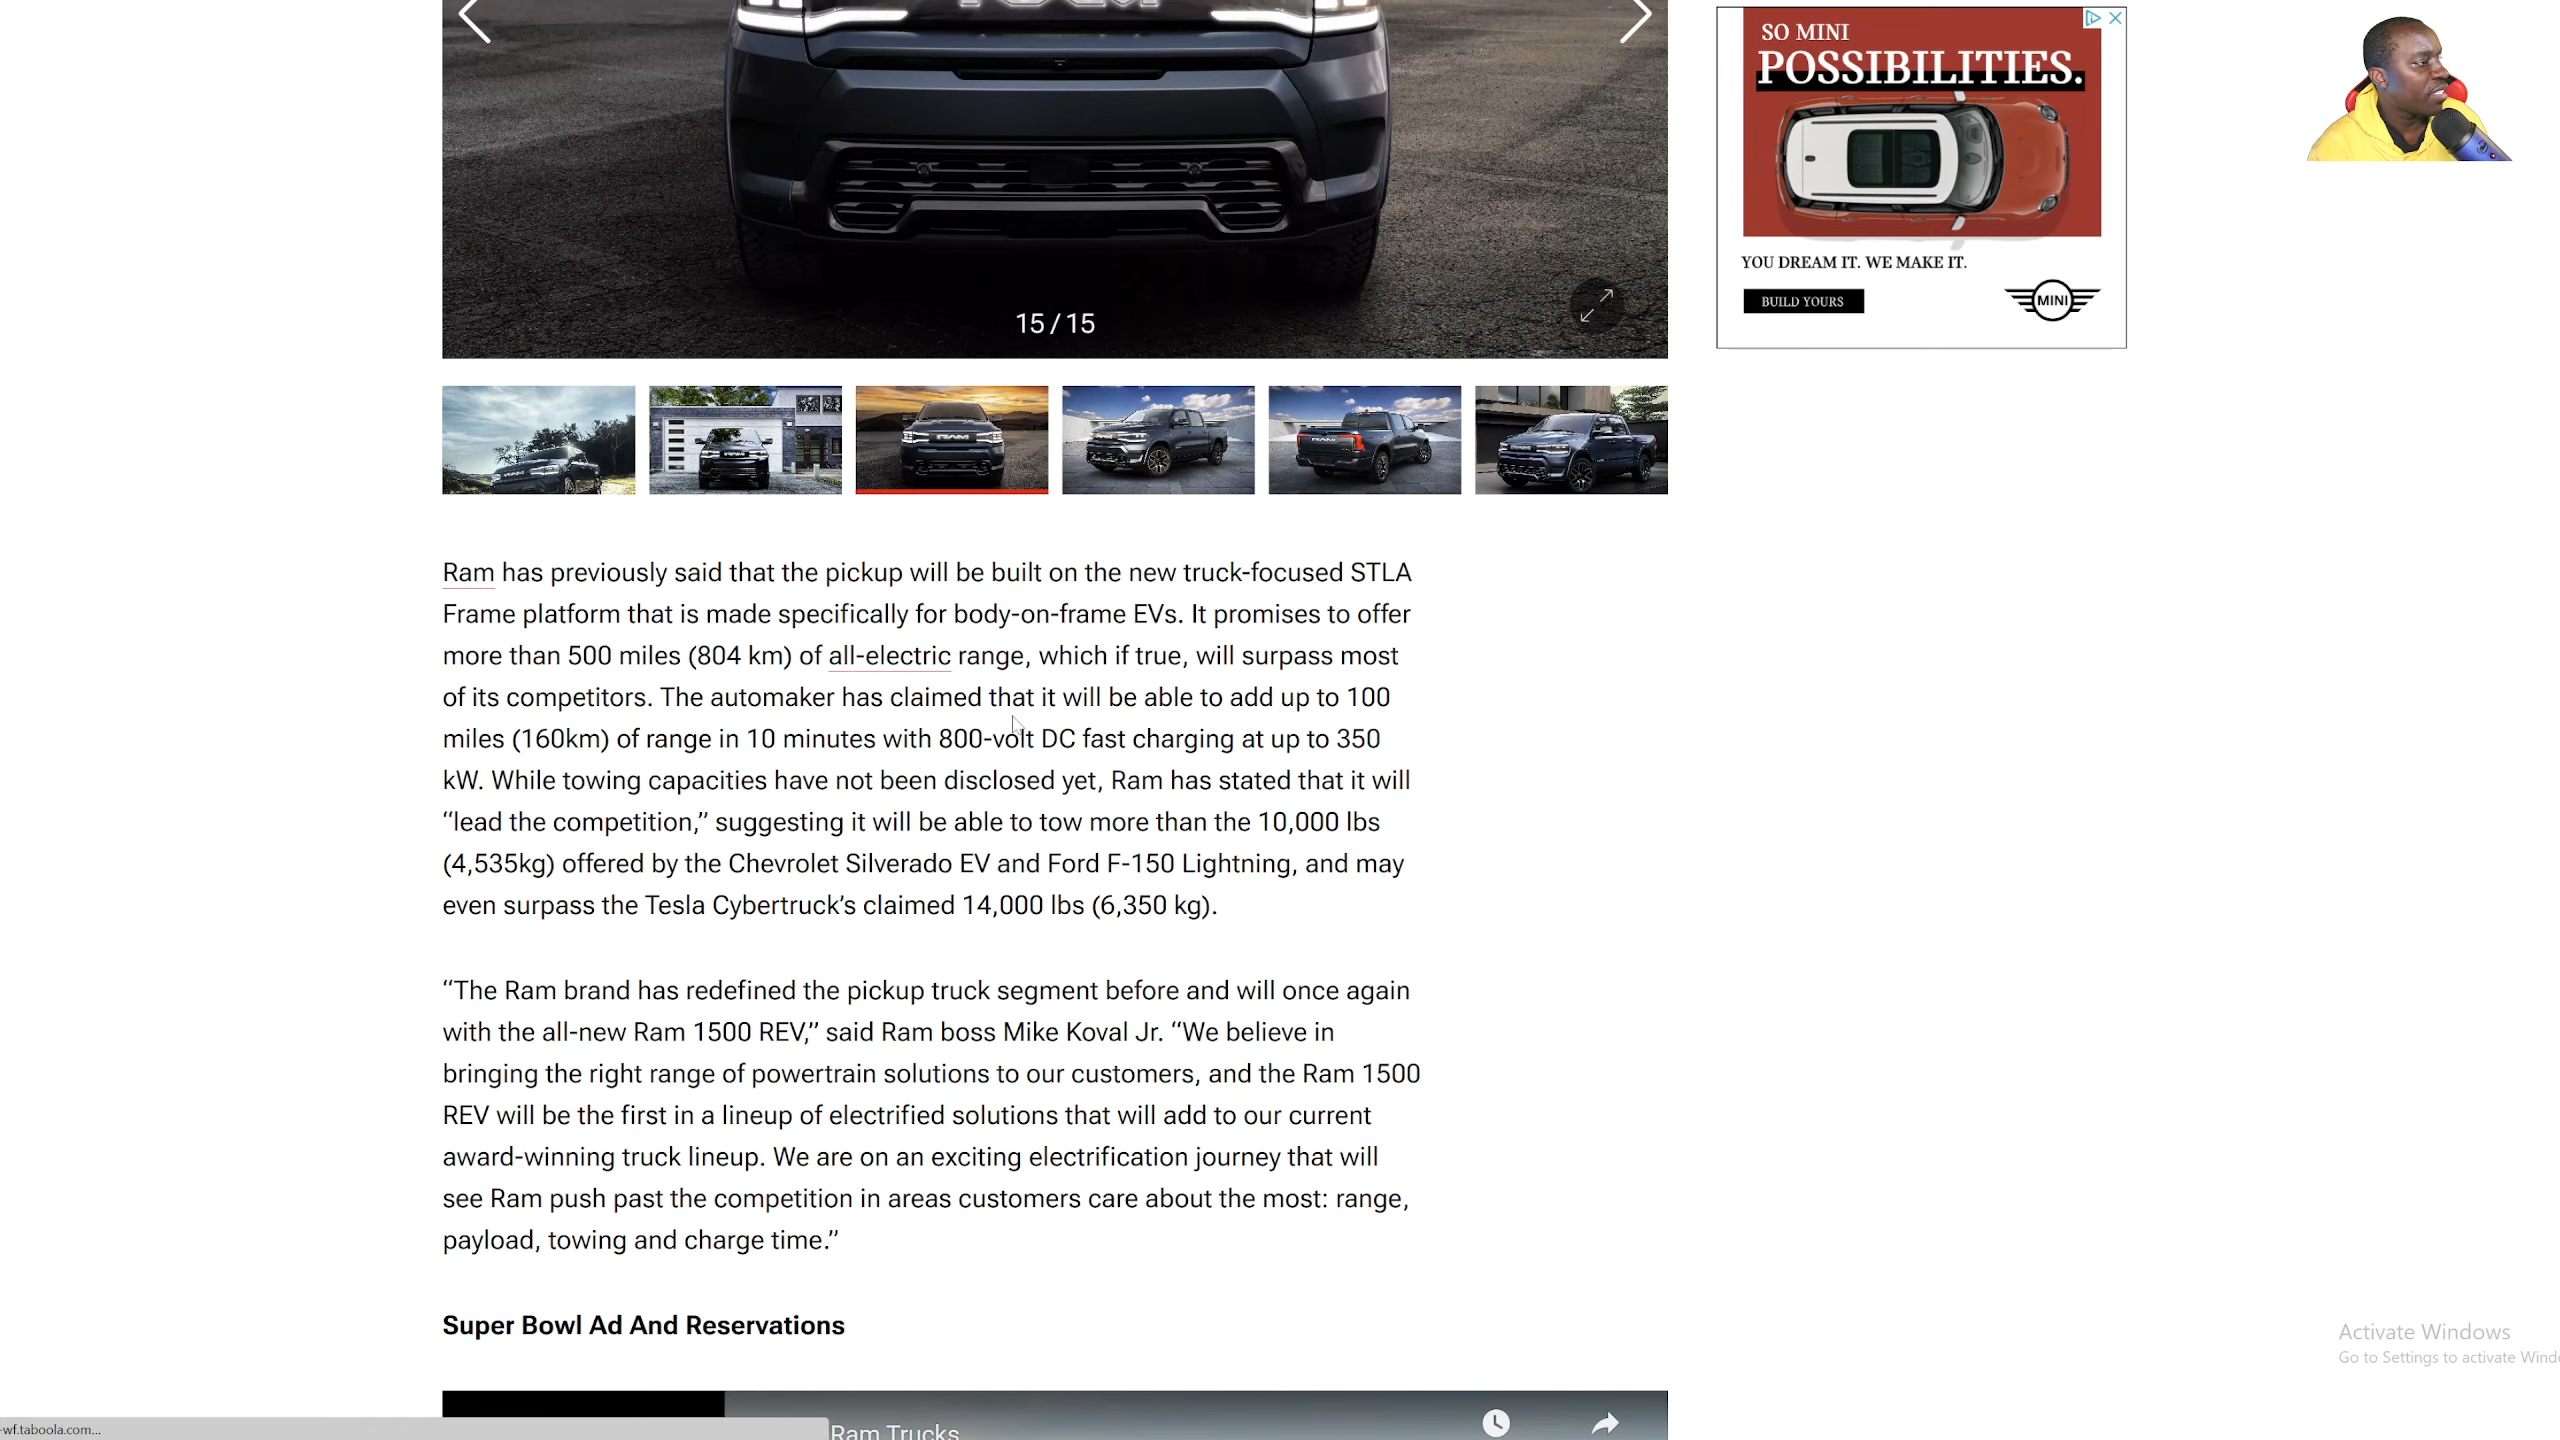 SO MINI
POSSIBILITIES.
YOU DREAM IT. WE MAKE IT.
BUILD YOURS
MINI
15 / 15
Ram has previously said that the pickup will be built on the new truck-focused STLA
Frame platform that is made specifically for body-on-frame EVs. It promises to offer
more than 500 miles (804 km) of all-electric range, which if true, will surpass most
of its competitors. The automaker has claimed that it will be able to add up to 100
miles (160km) of range in 10 minutes with 800-volt DC fast charging at up to 350
kW. While towing capacities have not been disclosed yet, Ram has stated that it will
“lead the competition,” suggesting it will be able to tow more than the 10,000 lbs
(4,535kg) offered by the Chevrolet Silverado EV and Ford F-150 Lightning, and may
even surpass the Tesla Cybertruck’s claimed 14,000 lbs (6,350 kg).
“The Ram brand has redefined the pickup truck segment before and will once again
with the all-new Ram 1500 REV,” said Ram boss Mike Koval Jr. “We believe in
bringing the right range of powertrain solutions to our customers, and the Ram 1500
REV will be the first in a lineup of electrified solutions that will add to our current
award-winning truck lineup. We are on an exciting electrification journey that will
see Ram push past the competition in areas customers care about the most: range,
payload, towing and charge time.”
Super Bowl Ad And Reservations
Ram Trucks
Activate Windows
Go to Settings to activate Wind
-wf.taboola.com...